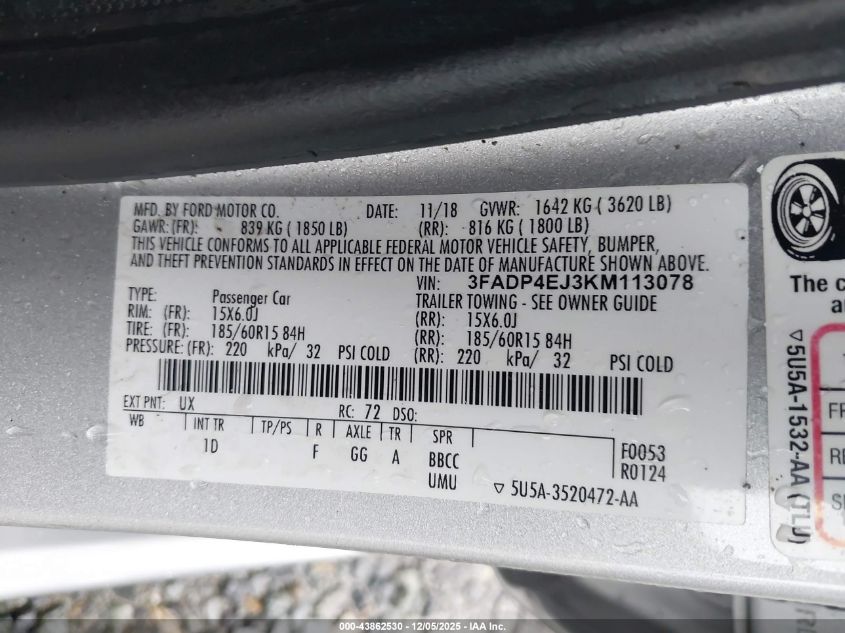 MFD. BY FORD MOTOR CO. DATE: 11/18 GVWR: 1642 KG ( 3620 LB)
GAWR: (FR): 839 KG ( 1850 LB) (RR): 816 KG ( 1800 LB)
THIS VEHICLE CONFORMS TO ALL APPLICABLE FEDERAL MOTOR VEHICLE SAFETY, BUMPER,
AND THEFT PREVENTION STANDARDS IN EFFECT ON THE DATE OF MANUFACTURE SHOWN ABOVE.
VIN: 3FADP4EJ3KM113078
TYPE: Passenger Car TRAILER TOWING - SEE OWNER GUIDE
RIM: (FR): 15X6.0J (RR): 15X6.0J
TIRE: (FR): 185/60R15 84H (RR): 185/60R15 84H
PRESSURE: (FR): 220 kPa/ 32 PSI COLD (RR): 220 kPa/ 32 PSI COLD
EXT PNT: UX RC: 72 DSO:
WB INT TR TP/PS R AXLE TR SPR
1D F GG A BBCC F0053
UMU R0124
▽ 5U5A-3520472-AA
The c
a
▽5U5A-1532-AA (TLU)
FR
RE
S
000-43862530 - 12/05/2025 - IAA Inc.